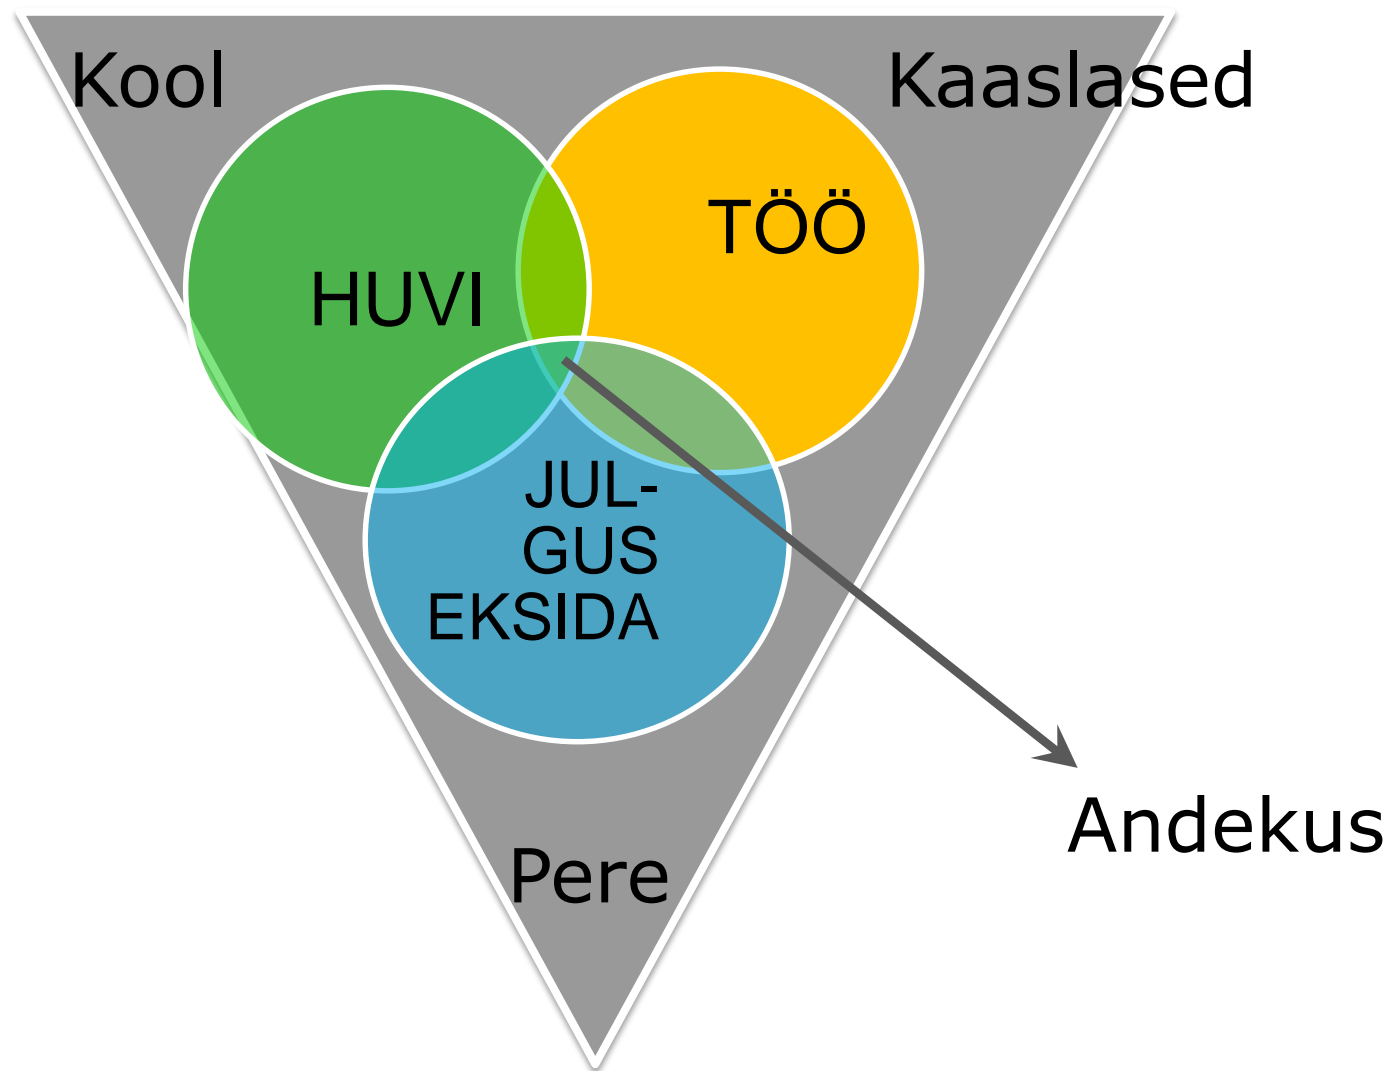 Kool
Kaaslased
TÖÖ
HUVI
JUL-
GUS
EKSIDA
Andekus
Pere